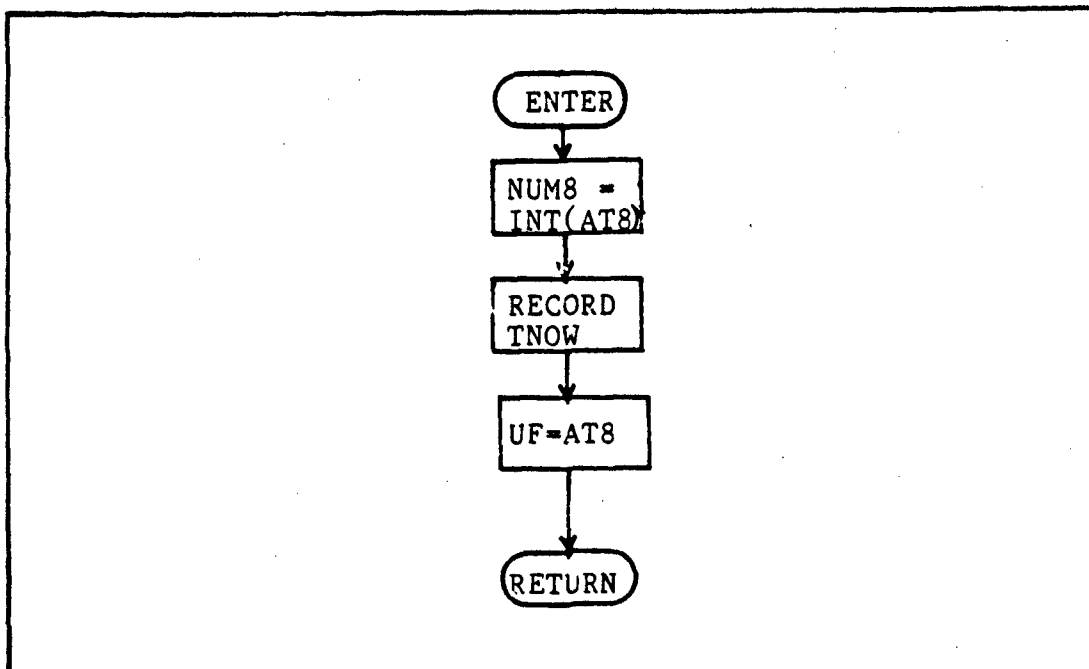 ENTER
NUM8 =
INT(AT8)
RECORD
TNOW
UF=AT8
RETURN